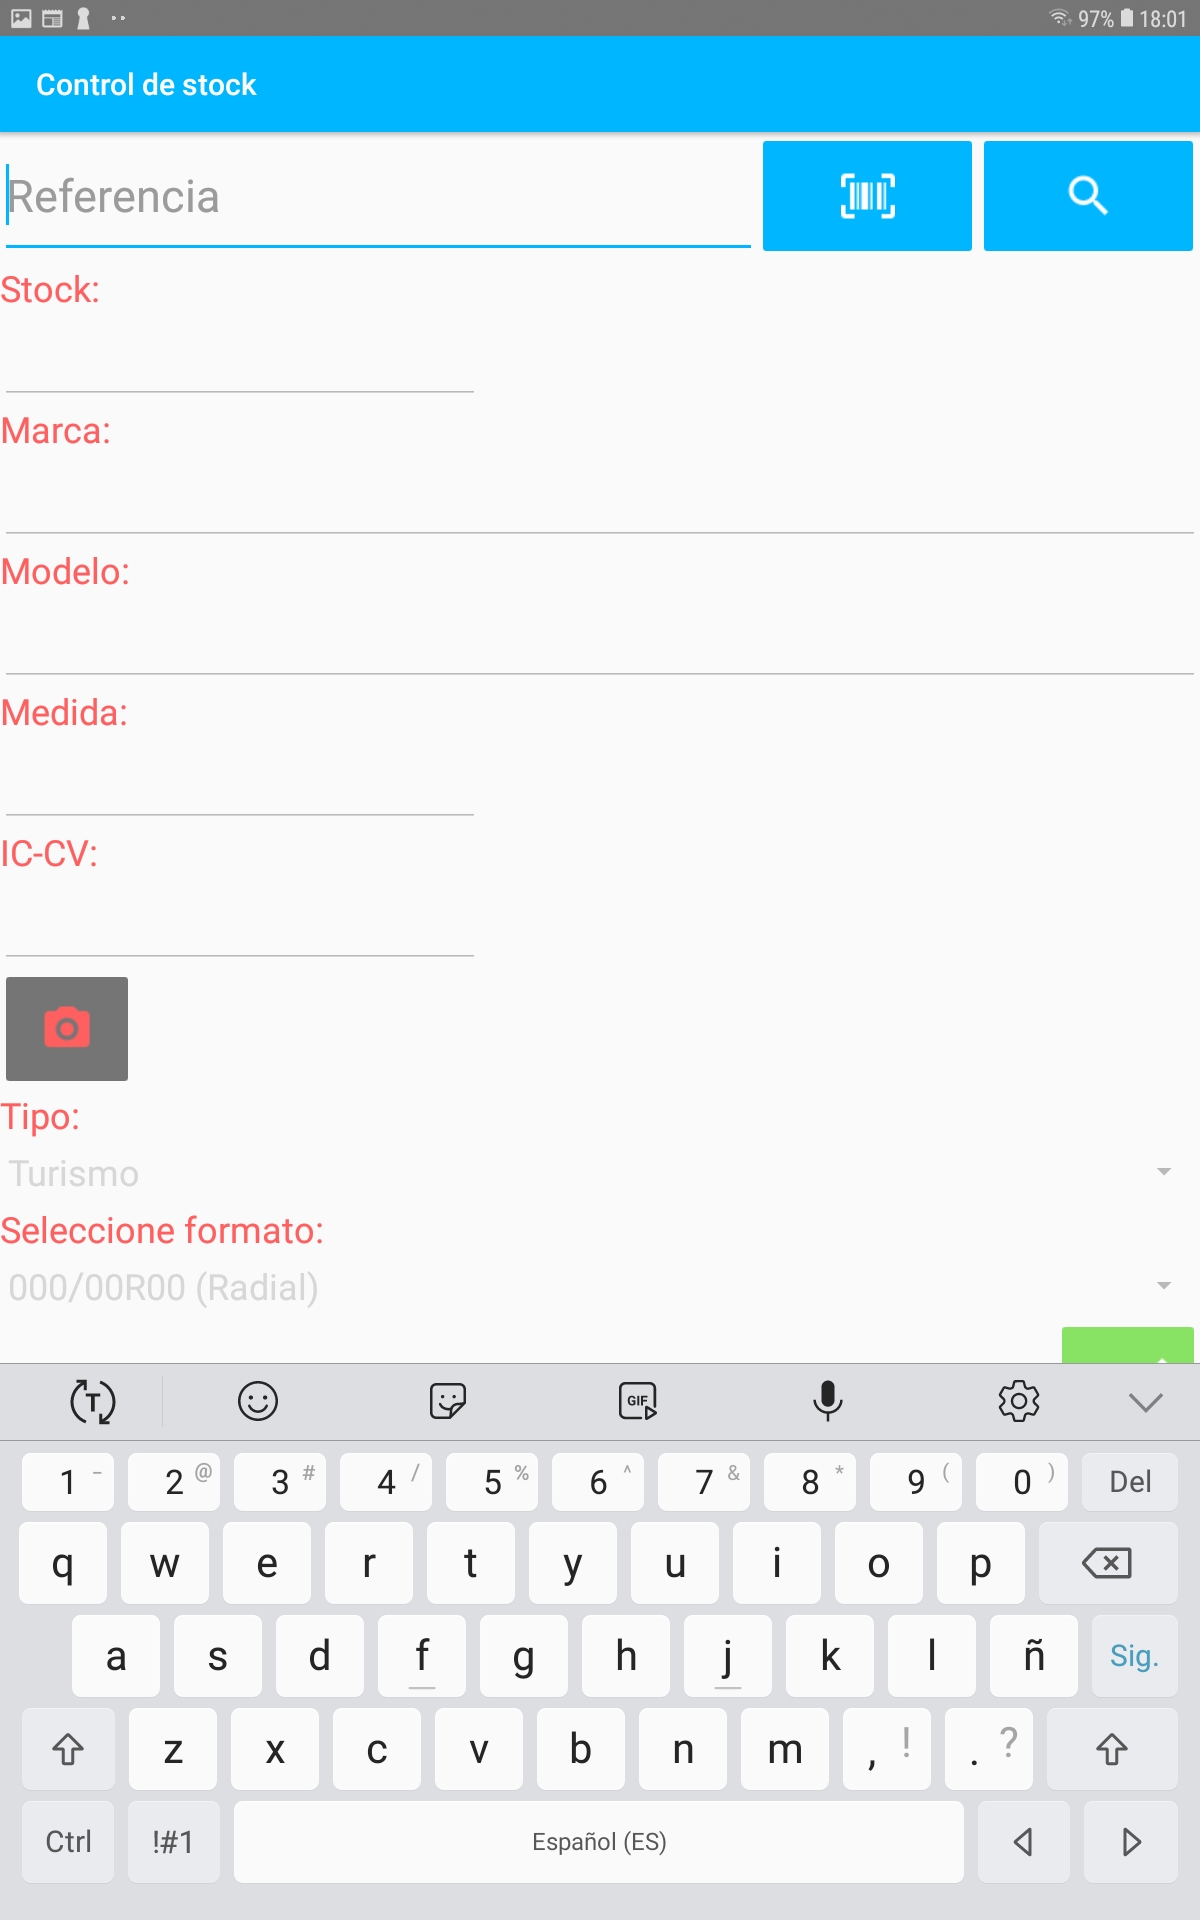 97% 18:01
Control de stock
Referencia
Stock:
Marca:
Modelo:
Medida:
IC-CV:
Tipo:
Turismo
Seleccione formato:
000/00R00 (Radial)
T GIF
1 - 2 @ 3 # 4 / 5 % 6 ^ 7 & 8 * 9 ( 0 ) Del
q w e r t y u i o p
a s d f g h j k l ñ Sig.
z x c v b n m , ! . ?
Ctrl !#1 Español (ES)